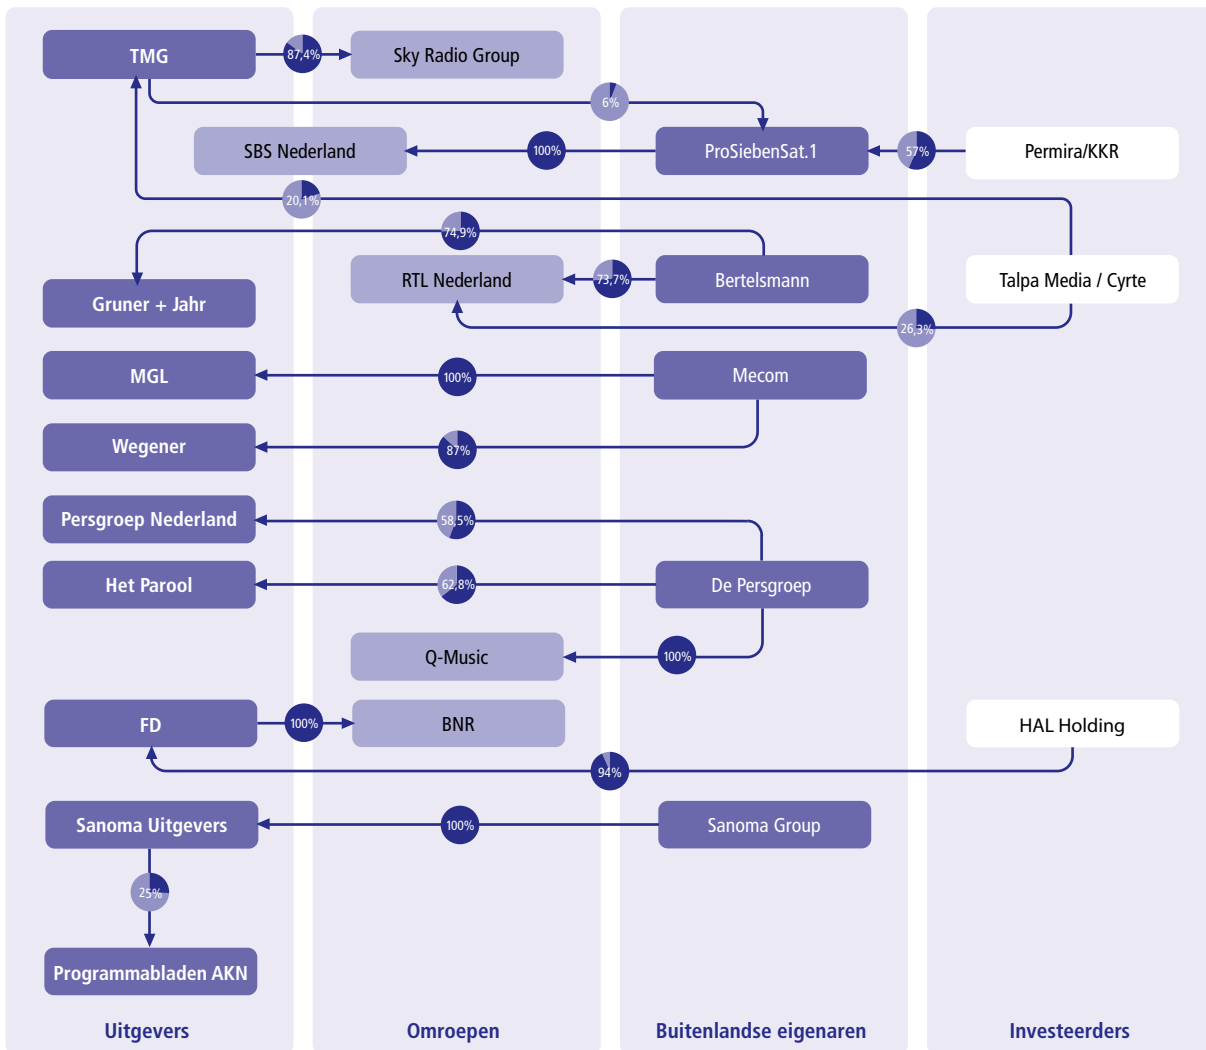 TMG
87,4%
Sky Radio Group
6%
SBS Nederland
100%
ProSiebenSat.1
57%
Permira/KKR
20,1%
74,9%
RTL Nederland
73,7%
Bertelsmann
Talpa Media / Cyrte
Gruner + Jahr
26,3%
MGL
100%
Mecom
Wegener
87%
Persgroep Nederland
58,5%
Het Parool
62,8%
De Persgroep
Q-Music
100%
FD
100%
BNR
HAL Holding
94%
Sanoma Uitgevers
100%
Sanoma Group
25%
Programmabladen AKN
Uitgevers
Omroepen
Buitenlandse eigenaren
Investeerders